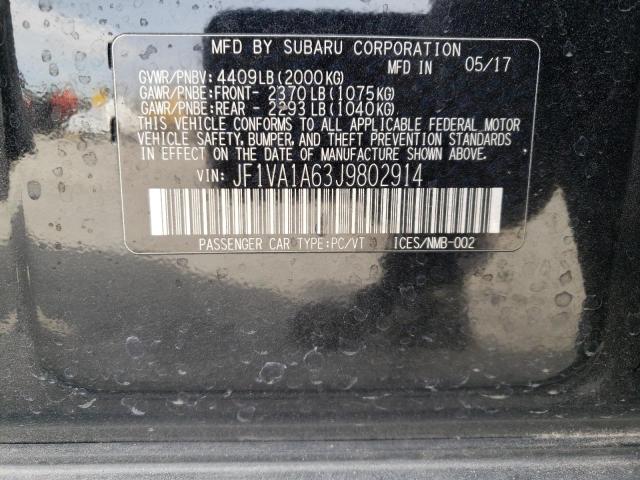 MFD BY SUBARU CORPORATION
MFD IN 05/17
GVWR/PNBV: 4409LB(2000KG)
GAWR/PNBE:FRONT- 2370LB(1075KG)
GAWR/PNBE:REAR - 2293LB(1040KG)
THIS VEHICLE CONFORMS TO ALL APPLICABLE FEDERAL MOTOR
VEHICLE SAFETY, BUMPER, AND THEFT PREVENTION STANDARDS
IN EFFECT ON THE DATE OF MANUFACTURE SHOWN ABOVE.
VIN: JF1VA1A63J9802914
PASSENGER CAR TYPE:PC/VT ICES/NMB-002